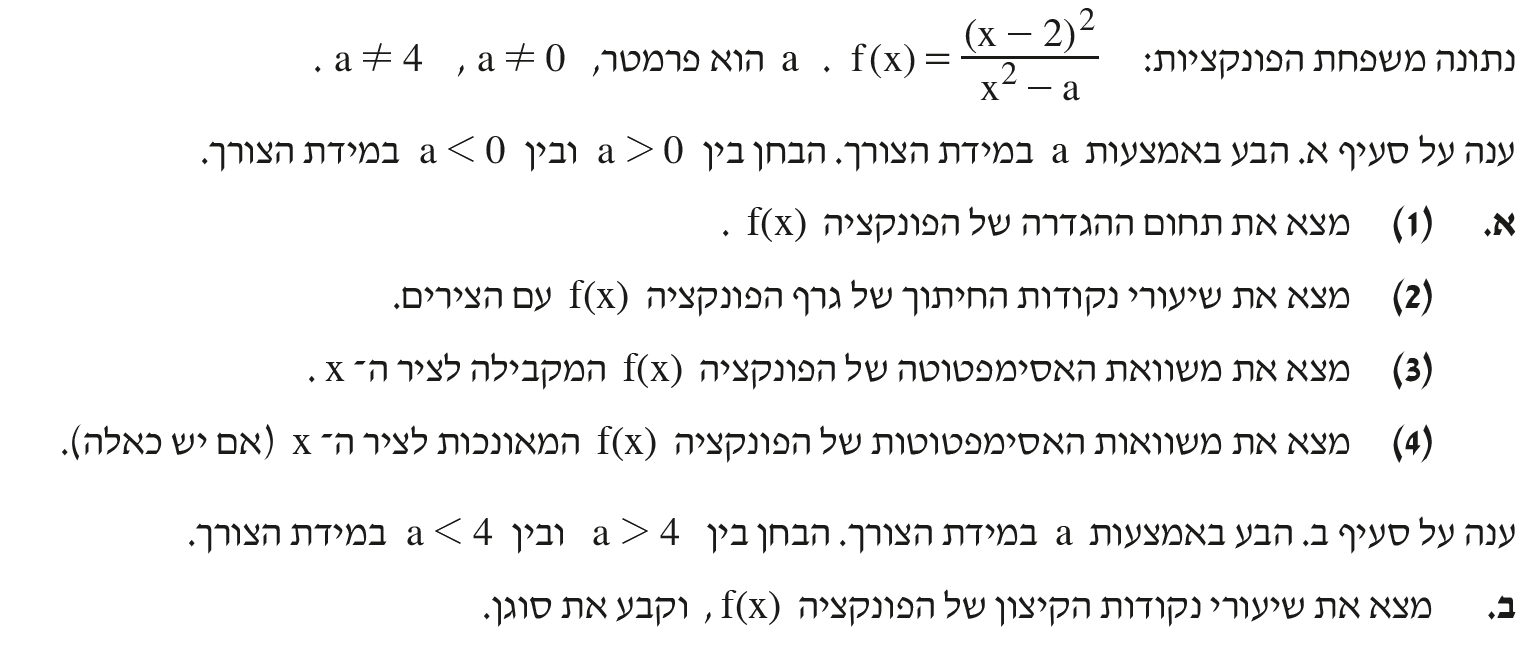 נתונה משפחת הפונקציות: f(x) = (x − 2)² / (x² − a) . a הוא פרמטר, a ≠ 0 , a ≠ 4 .
ענה על סעיף א. הבע באמצעות a במידת הצורך. הבחן בין a > 0 ובין a < 0 במידת הצורך.
א. (1) מצא את תחום ההגדרה של הפונקציה f(x) .
(2) מצא את שיעורי נקודות החיתוך של גרף הפונקציה f(x) עם הצירים.
(3) מצא את משוואת האסימפטוטה של הפונקציה f(x) המקבילה לציר ה־ x .
(4) מצא את משוואות האסימפטוטות של הפונקציה f(x) המאונכות לציר ה־ x (אם יש כאלה).
ענה על סעיף ב. הבע באמצעות a במידת הצורך. הבחן בין a > 4 ובין a < 4 במידת הצורך.
ב. מצא את שיעורי נקודות הקיצון של הפונקציה f(x) , וקבע את סוגן.